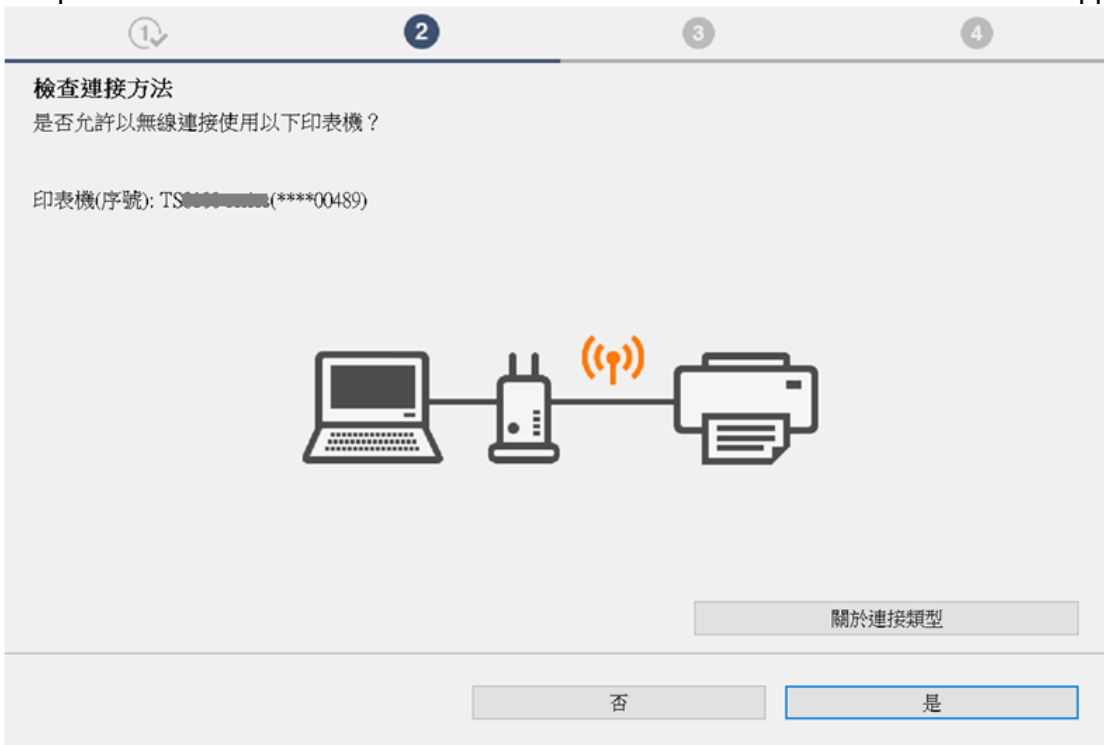 1 2 3 4
檢查連接方法
是否允許以無線連接使用以下印表機？
印表機(序號): TS(****00489)
關於連接類型
否 是